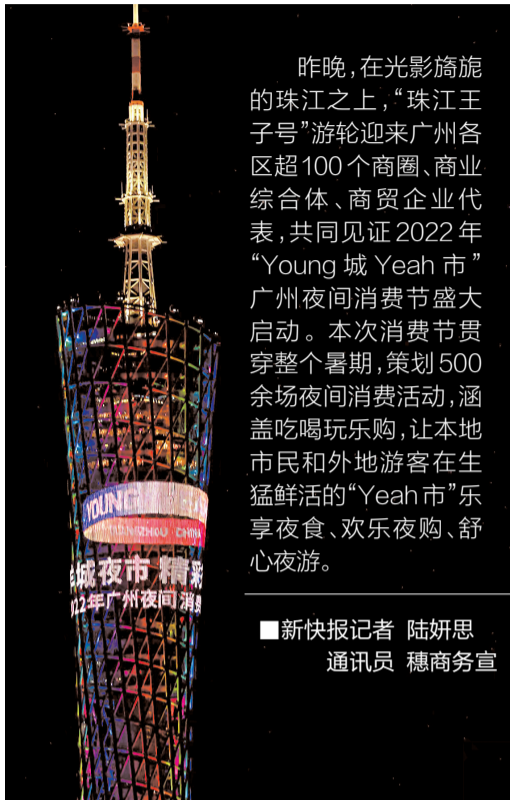 昨晚，在光影旖旎
的珠江之上，“珠江王
子号”游轮迎来广州各
区超100个商圈、商业
综合体、商贸企业代
表，共同见证2022年
“Young 城 Yeah 市”
广州夜间消费节盛大
启动。本次消费节贯
穿整个暑期，策划500
余场夜间消费活动，涵
盖吃喝玩乐购，让本地
市民和外地游客在生
猛鲜活的“Yeah市”乐
享夜食、欢乐夜购、舒
心夜游。
■新快报记者 陆妍思
通讯员 穗商务宣
YOUNG
CHINA
城夜市 精彩
022年广州夜间消费